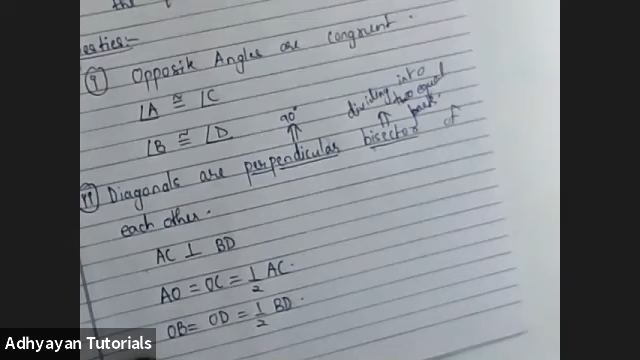 the
erties:-
(i) Opposite Angles are congruent.
∠A ≅ ∠C
∠B ≅ ∠D
90°
dividing into
two equal
parts.
(ii) Diagonals are perpendicular bisector of
each other.
AC ⊥ BD
AO = OC = 1/2 AC.
OB = OD = 1/2 BD.
Adhyayan Tutorials